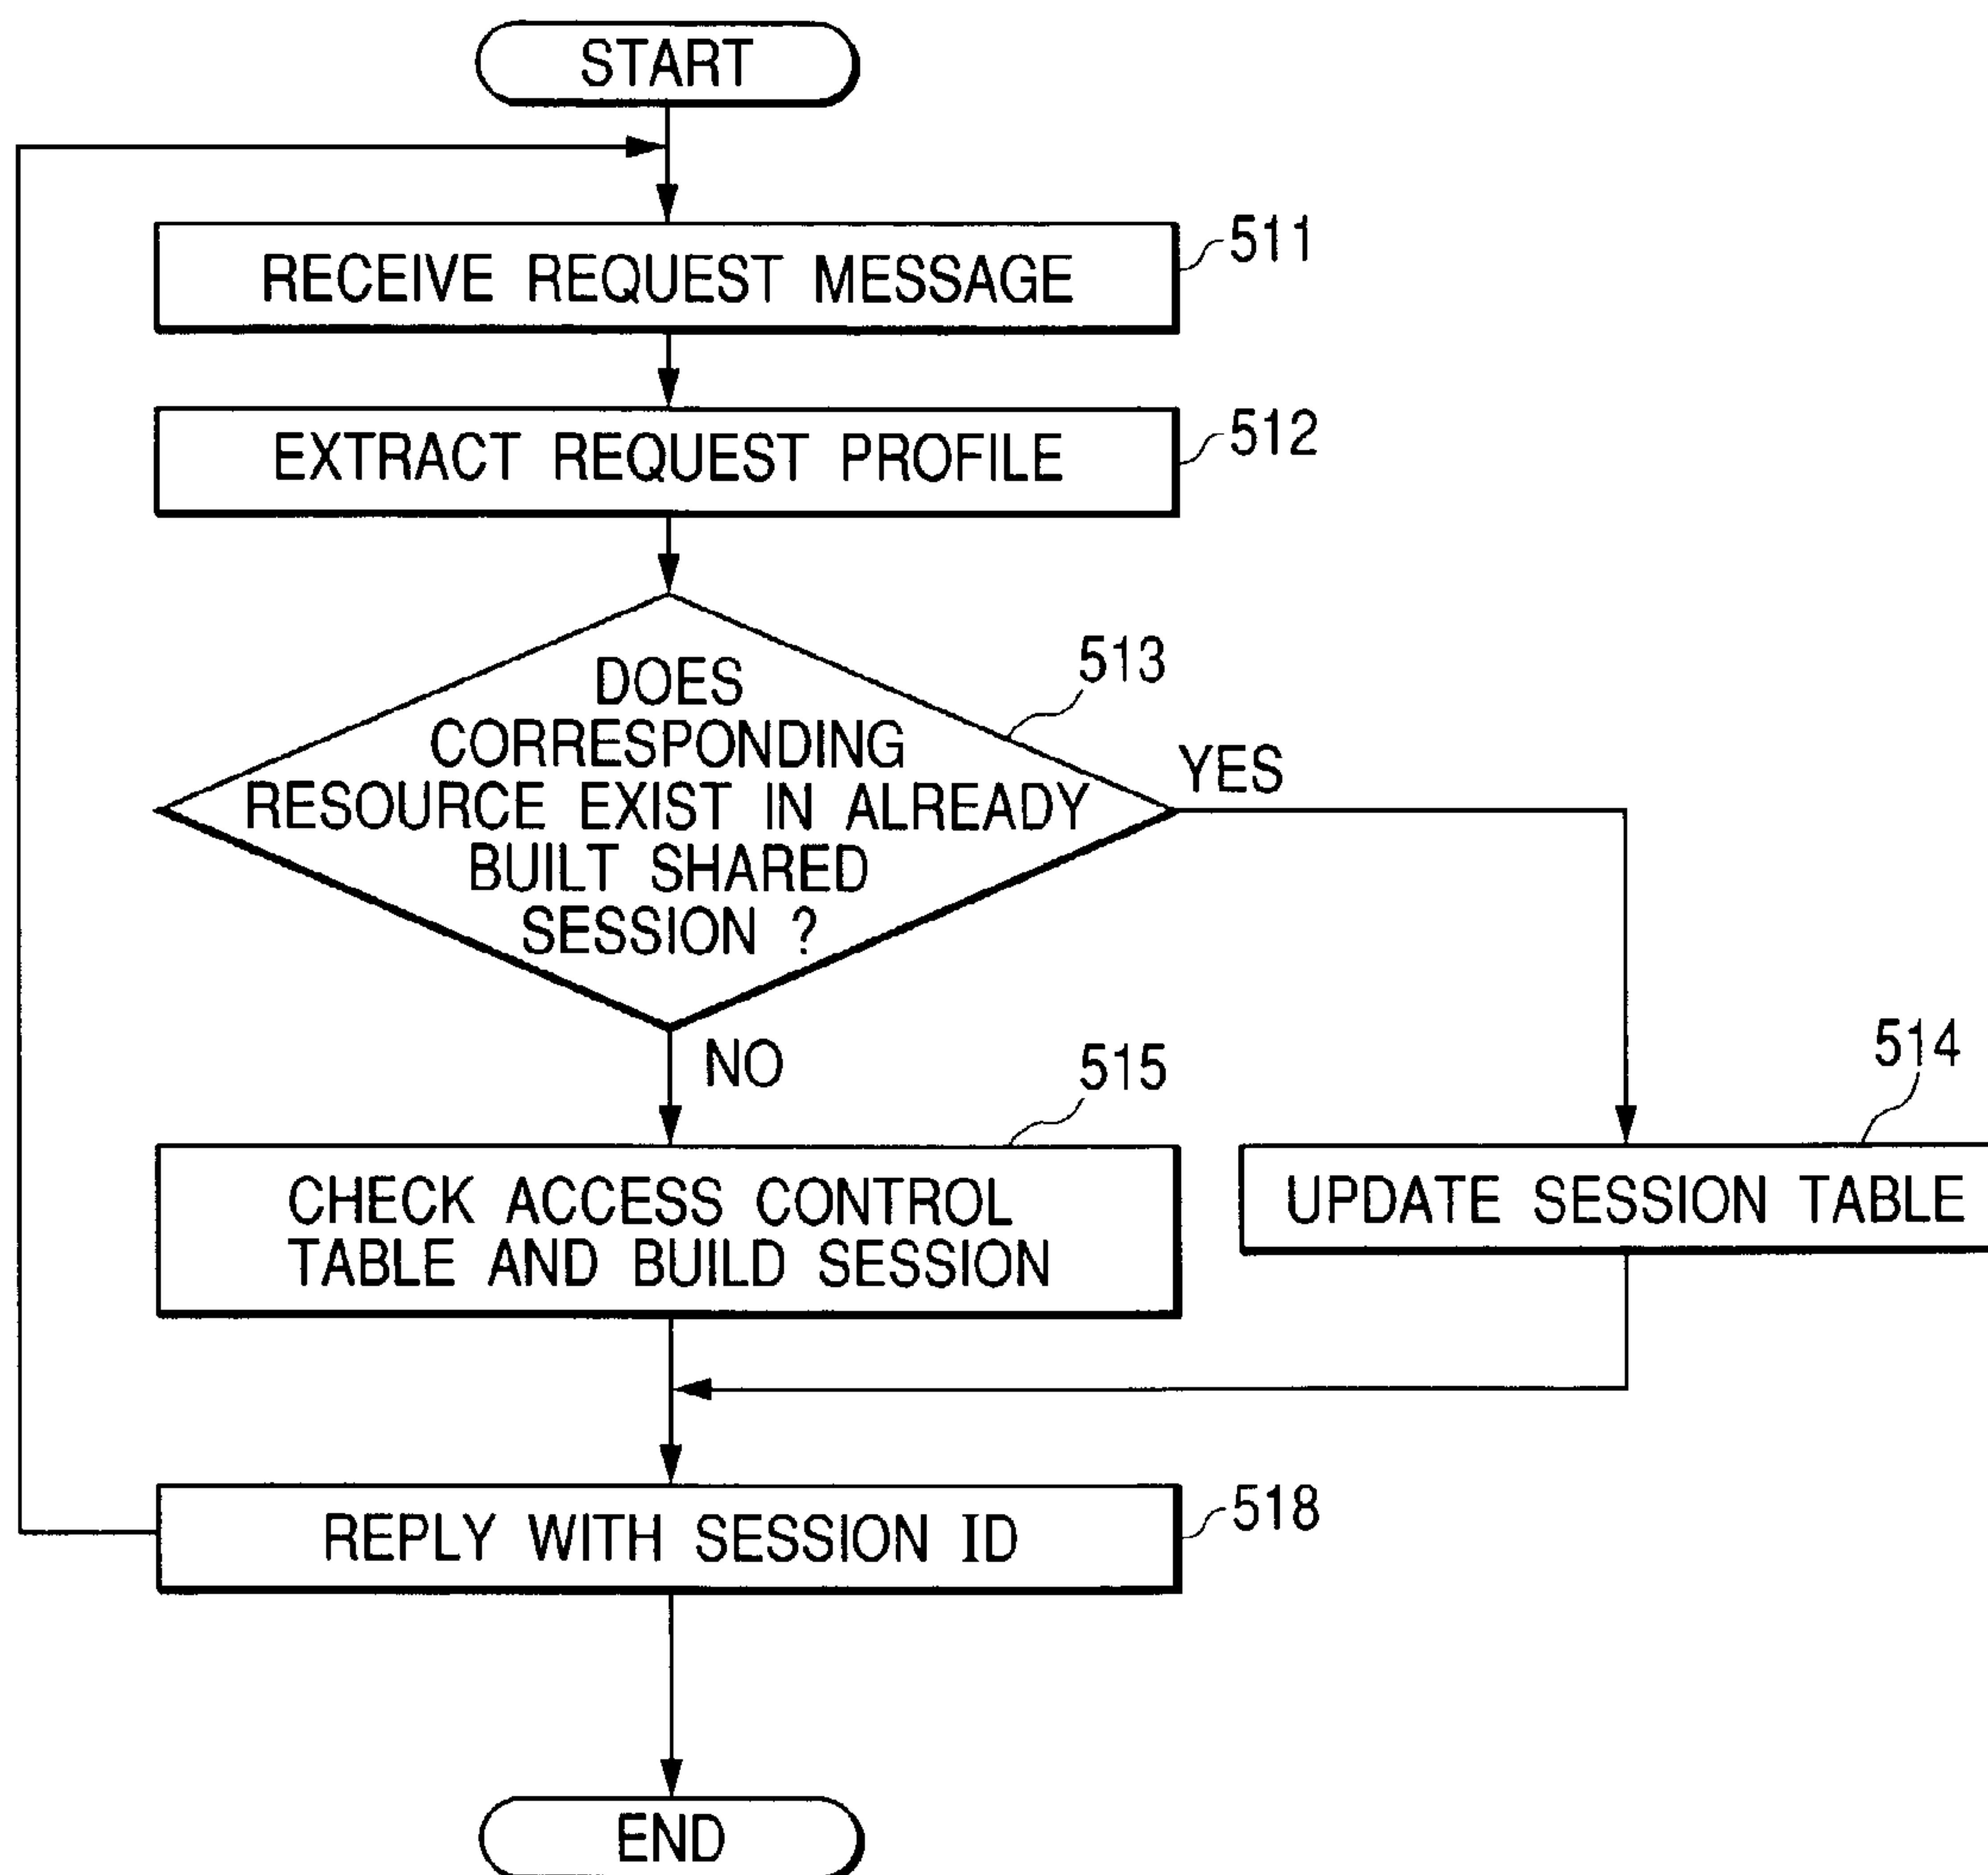 START
RECEIVE REQUEST MESSAGE
511
EXTRACT REQUEST PROFILE
512
DOES
CORRESPONDING
RESOURCE EXIST IN ALREADY
BUILT SHARED
SESSION ?
513
YES
NO
515
514
CHECK ACCESS CONTROL
TABLE AND BUILD SESSION
UPDATE SESSION TABLE
REPLY WITH SESSION ID
518
END